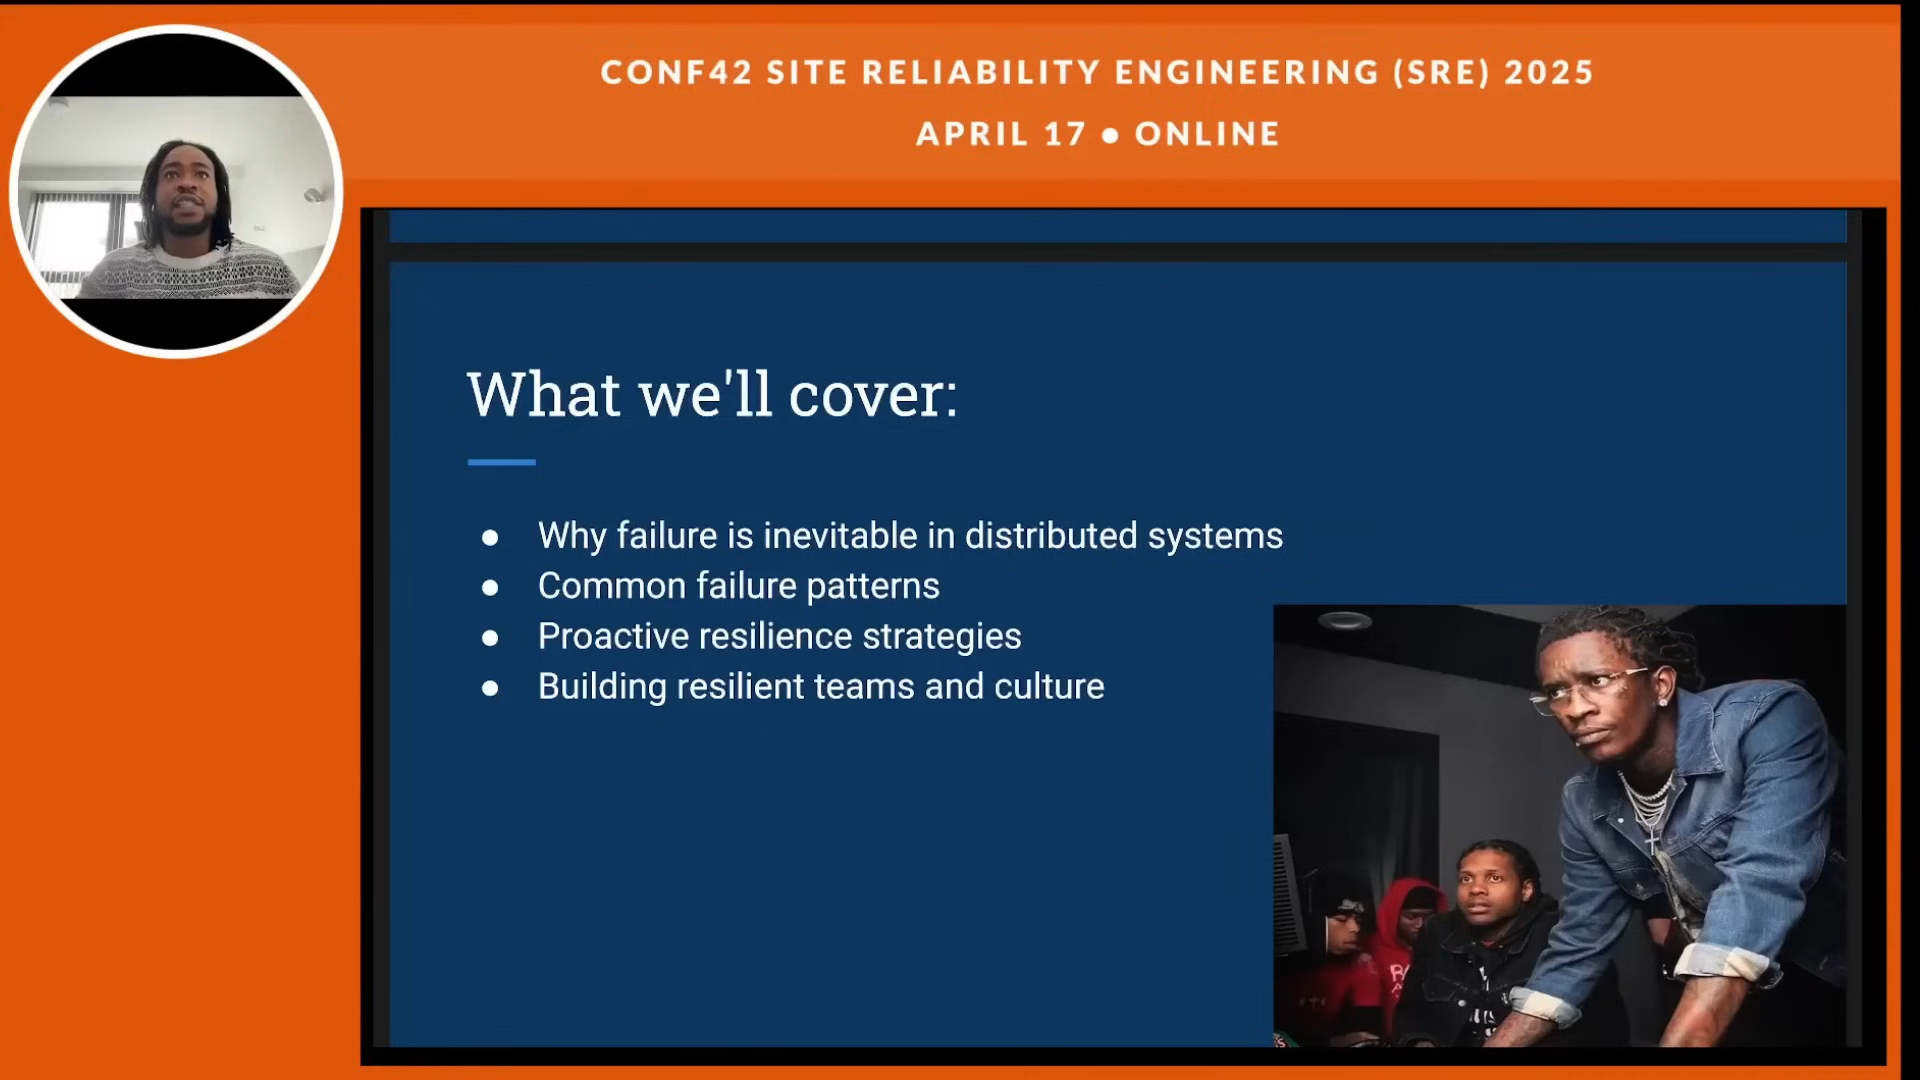 CONF42 SITE RELIABILITY ENGINEERING (SRE) 2025
APRIL 17 ● ONLINE
What we'll cover:
● Why failure is inevitable in distributed systems
● Common failure patterns
● Proactive resilience strategies
● Building resilient teams and culture